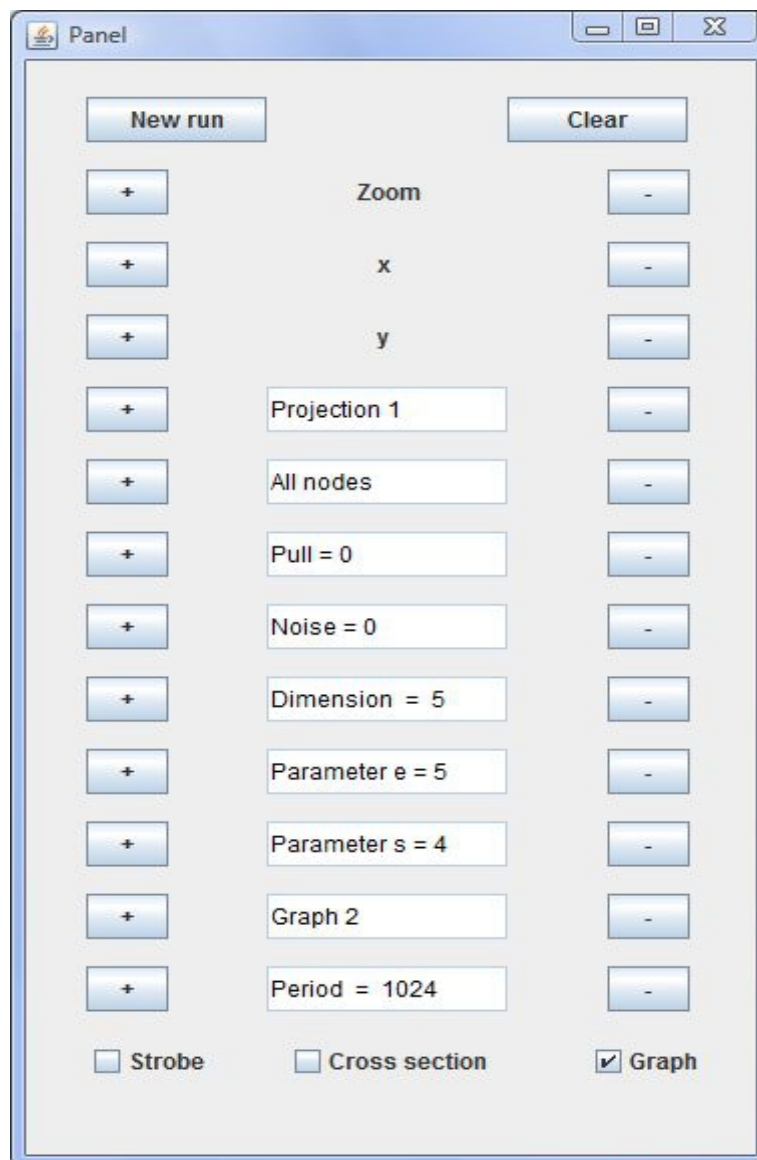 Panel
New run Clear
+ Zoom -
+ x -
+ y -
+ Projection 1 -
+ All nodes -
+ Pull = 0 -
+ Noise = 0 -
+ Dimension = 5 -
+ Parameter e = 5 -
+ Parameter s = 4 -
+ Graph 2 -
+ Period = 1024 -
Strobe Cross section Graph